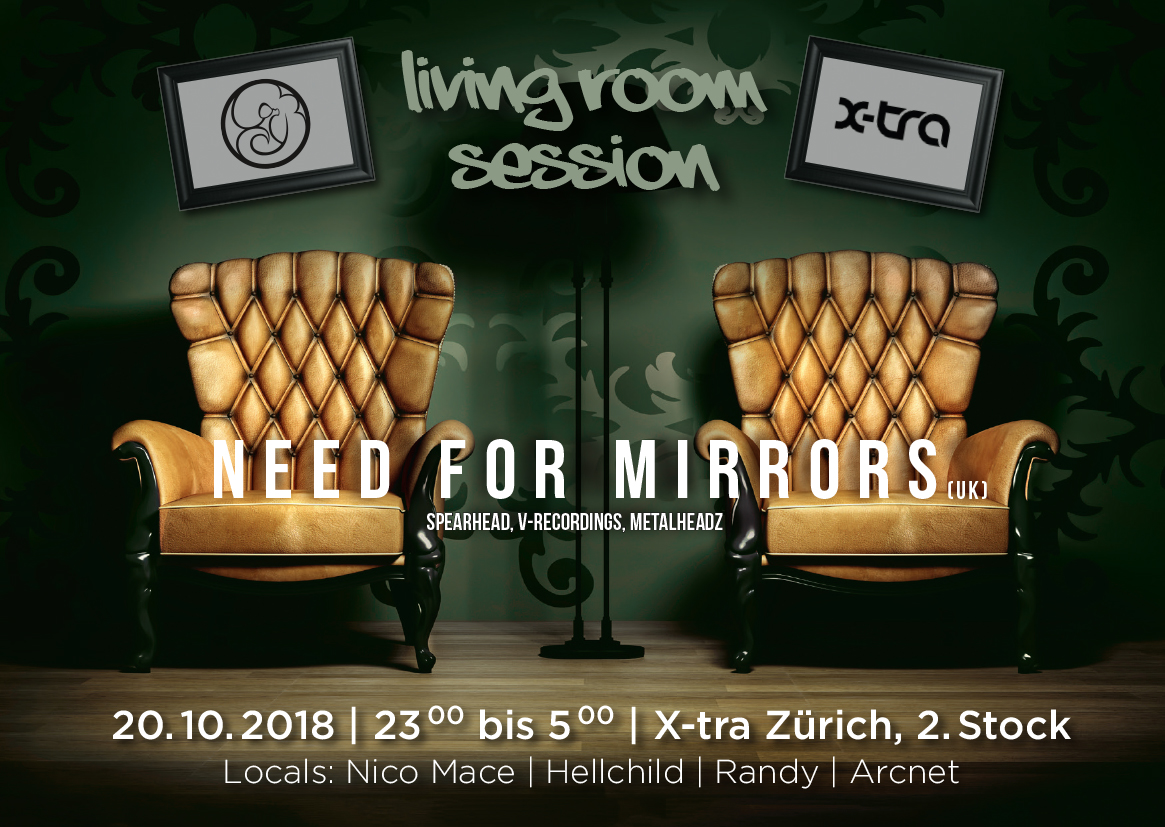 living room
session
x-tra
NEED FOR MIRRORS (UK)
SPEARHEAD, V-RECORDINGS, METALHEADZ
20.10.2018 | 23⁰⁰ bis 5⁰⁰ | X-tra Zürich, 2. Stock
Locals: Nico Mace | Hellchild | Randy | Arcnet